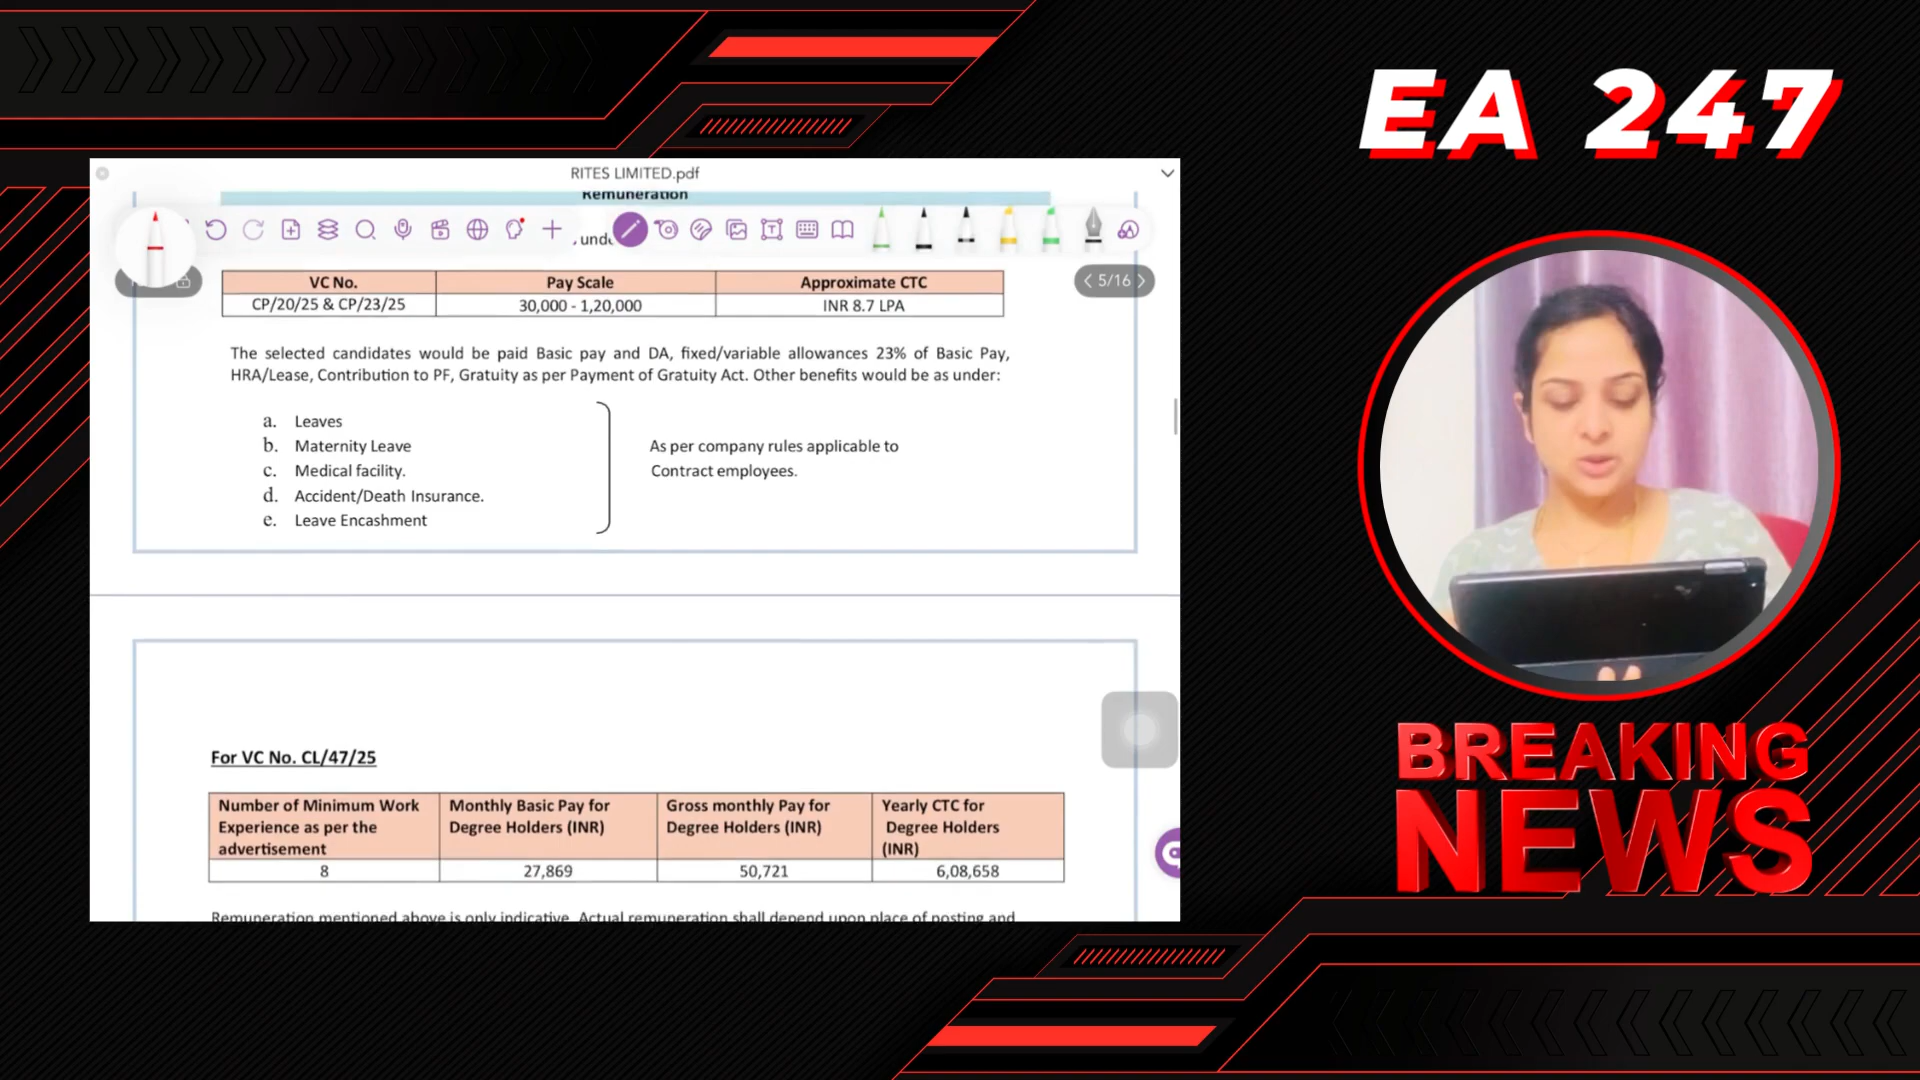 EA 247
RITES LIMITED.pdf
Remuneration
5/16
VC No. Pay Scale Approximate CTC
CP/20/25 & CP/23/25 30,000 - 1,20,000 INR 8.7 LPA
The selected candidates would be paid Basic pay and DA, fixed/variable allowances 23% of Basic Pay,
HRA/Lease, Contribution to PF, Gratuity as per Payment of Gratuity Act. Other benefits would be as under:
a. Leaves
b. Maternity Leave
c. Medical facility.
d. Accident/Death Insurance.
e. Leave Encashment
As per company rules applicable to
Contract employees.
For VC No. CL/47/25
Number of Minimum Work
Experience as per the
advertisement
Monthly Basic Pay for
Degree Holders (INR)
Gross monthly Pay for
Degree Holders (INR)
Yearly CTC for
Degree Holders
(INR)
8 27,869 50,721 6,08,658
Remuneration mentioned above is only indicative. Actual remuneration shall depend upon place of posting and
BREAKING
NEWS